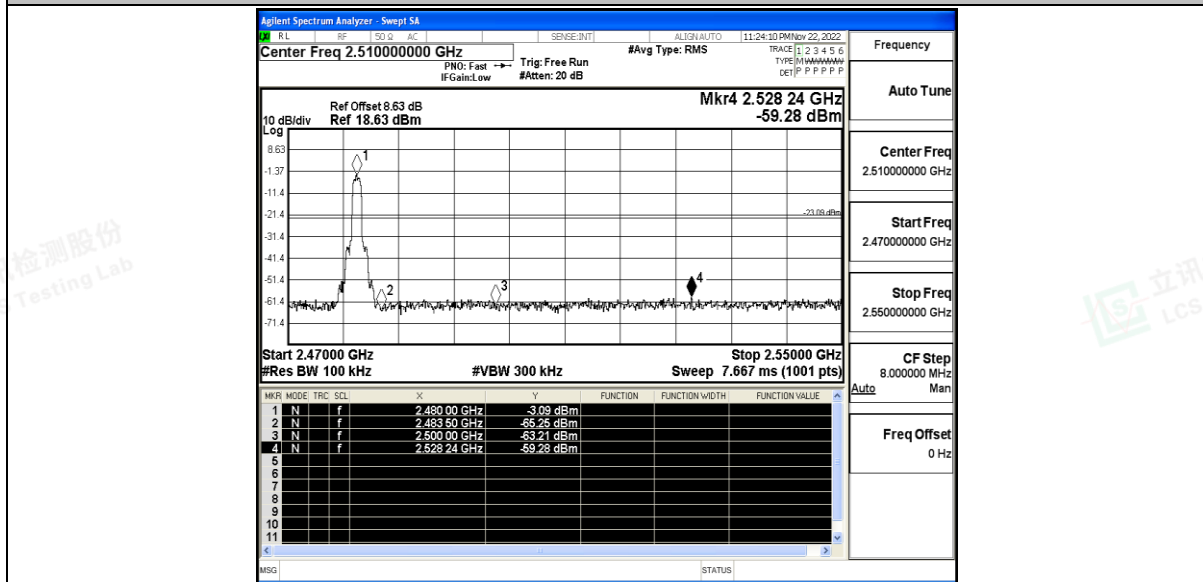 Agilent Spectrum Analyzer - Swept SA
RL RF 50 Ω AC SENSE:INT ALIGN AUTO 11:24:10 PM Nov 22, 2022
Center Freq 2.510000000 GHz
#Avg Type: RMS
TRACE 1 2 3 4 5 6
PNO: Fast
Trig: Free Run
TYPE M WWWWW
IFGain:Low
#Atten: 20 dB
DET P P P P P P
Mkr4 2.528 24 GHz
-59.28 dBm
Ref Offset 8.63 dB
10 dB/div Ref 18.63 dBm
Log
8.63
-1.37
-11.4
-21.4
-31.4
-41.4
-51.4
-61.4
-71.4
1
2
3
4
-23.09 dBm
Start 2.47000 GHz Stop 2.55000 GHz
#Res BW 100 kHz #VBW 300 kHz Sweep 7.667 ms (1001 pts)
MKR MODE TRC SCL X Y FUNCTION FUNCTION WIDTH FUNCTION VALUE
1 N f 2.480 00 GHz -3.09 dBm
2 N f 2.483 50 GHz -65.25 dBm
3 N f 2.500 00 GHz -63.21 dBm
4 N f 2.528 24 GHz -59.28 dBm
5
6
7
8
9
10
11
MSG STATUS
Frequency
Auto Tune
Center Freq
2.510000000 GHz
Start Freq
2.470000000 GHz
Stop Freq
2.550000000 GHz
CF Step
8.000000 MHz
Auto Man
Freq Offset
0 Hz
检测股份
Testing Lab
立讯
LCS